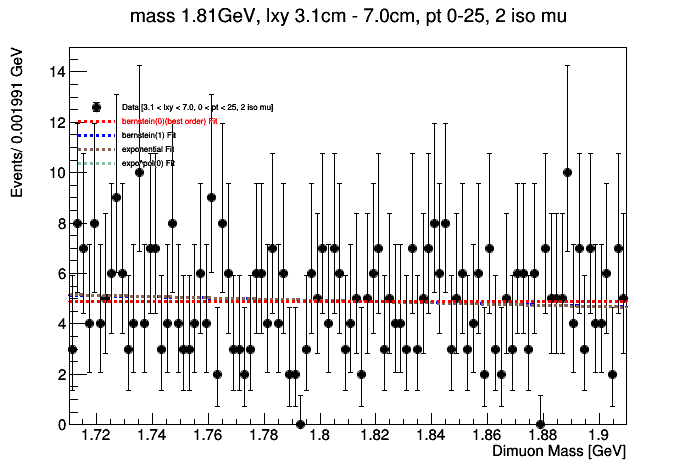 mass 1.81GeV, lxy 3.1cm - 7.0cm, pt 0-25, 2 iso mu
Events/ 0.001991 GeV
14
12
10
8
6
4
2
0
Data [3.1 < lxy < 7.0, 0 < pt < 25, 2 iso mu]
bernstein(0)(best order) Fit
bernstein(1) Fit
exponential Fit
expo*pol(0) Fit
1.72 1.74 1.76 1.78 1.8 1.82 1.84 1.86 1.88 1.9
Dimuon Mass [GeV]